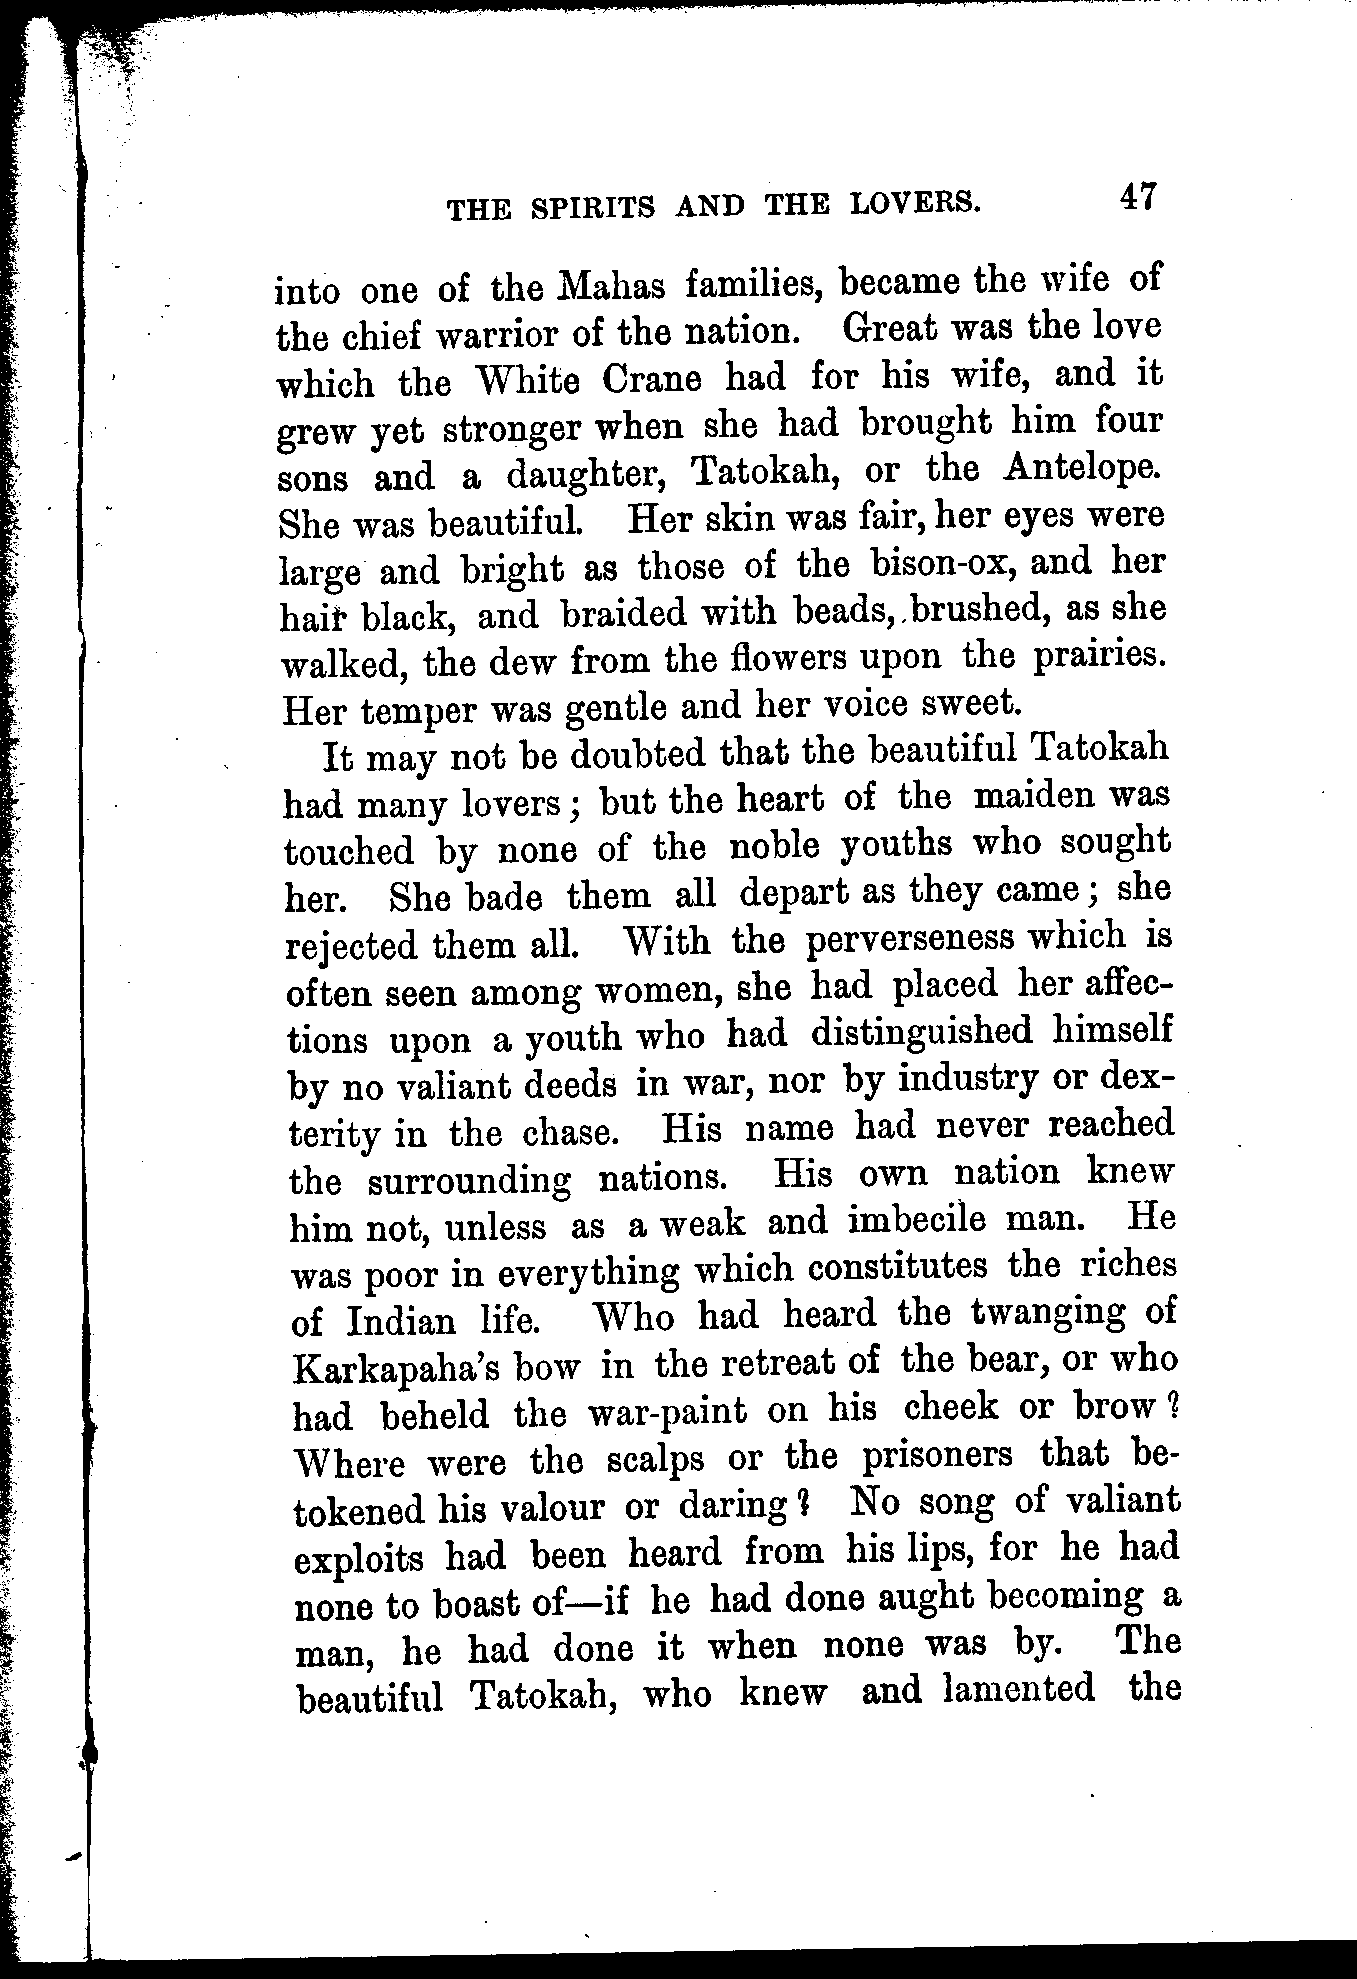 THE SPIRITS AND THE LOVERS. 47
into one of the Mahas families, became the wife of
the chief warrior of the nation. Great was the love
which the White Crane had for his wife, and it
grew yet stronger when she had brought him four
sons and a daughter, Tatokah, or the Antelope.
She was beautiful. Her skin was fair, her eyes were
large and bright as those of the bison-ox, and her
hair black, and braided with beads, brushed, as she
walked, the dew from the flowers upon the prairies.
Her temper was gentle and her voice sweet.
It may not be doubted that the beautiful Tatokah
had many lovers; but the heart of the maiden was
touched by none of the noble youths who sought
her. She bade them all depart as they came; she
rejected them all. With the perverseness which is
often seen among women, she had placed her affec-
tions upon a youth who had distinguished himself
by no valiant deeds in war, nor by industry or dex-
terity in the chase. His name had never reached
the surrounding nations. His own nation knew
him not, unless as a weak and imbecile man. He
was poor in everything which constitutes the riches
of Indian life. Who had heard the twanging of
Karkapaha's bow in the retreat of the bear, or who
had beheld the war-paint on his cheek or brow?
Where were the scalps or the prisoners that be-
tokened his valour or daring? No song of valiant
exploits had been heard from his lips, for he had
none to boast of—if he had done aught becoming a
man, he had done it when none was by. The
beautiful Tatokah, who knew and lamented the